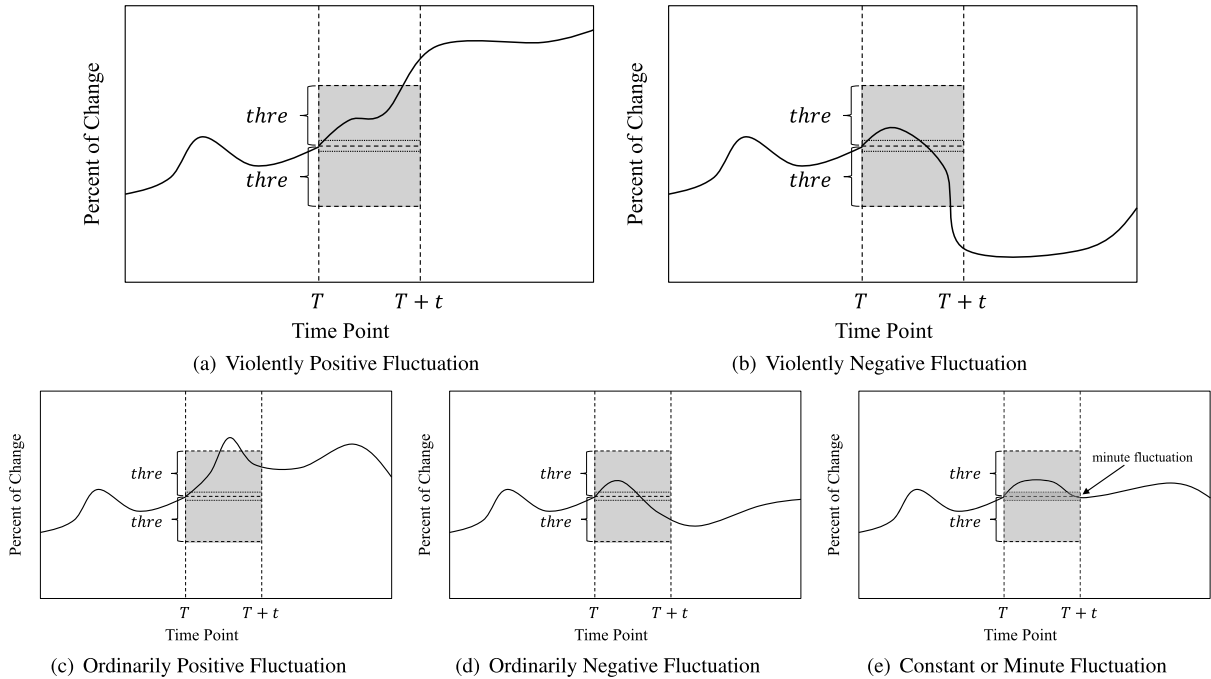 Percent of Change
thre
thre
T
T + t
Time Point
(a) Violently Positive Fluctuation
Percent of Change
thre
thre
T
T + t
Time Point
(b) Violently Negative Fluctuation
Percent of Change
thre
thre
T
T + t
Time Point
(c) Ordinarily Positive Fluctuation
Percent of Change
thre
thre
T
T + t
Time Point
(d) Ordinarily Negative Fluctuation
Percent of Change
thre
thre
minute fluctuation
T
T + t
Time Point
(e) Constant or Minute Fluctuation